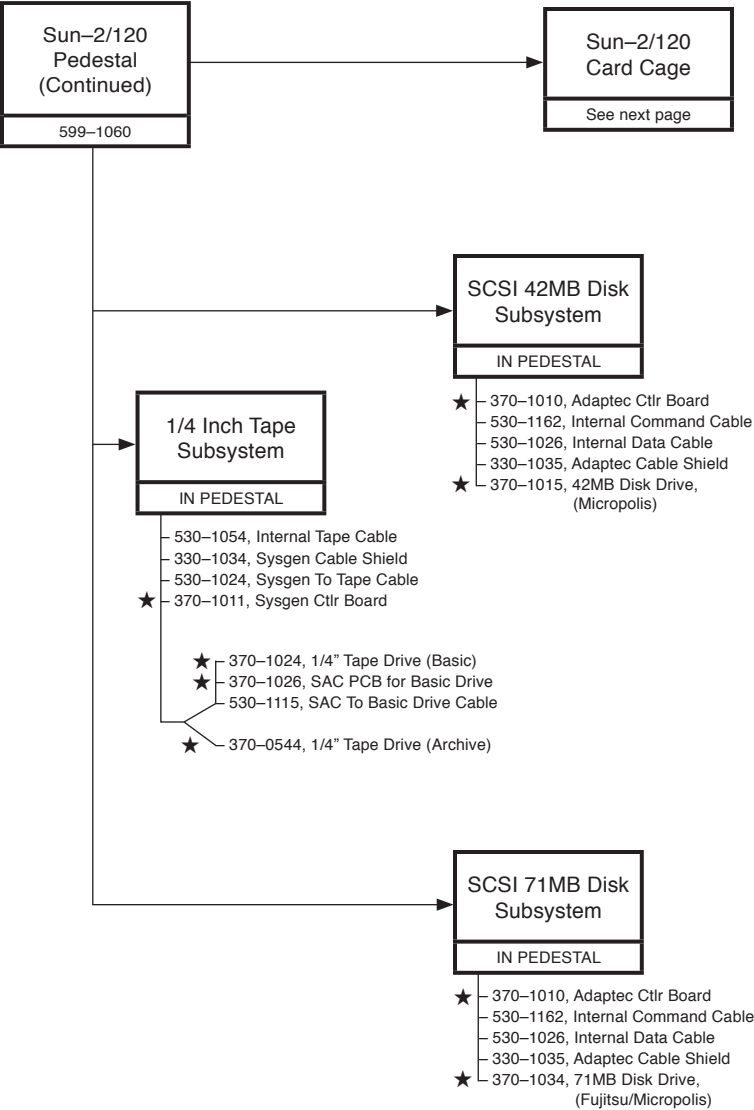 Sun–2/120
Pedestal
(Continued)
599–1060
Sun–2/120
Card Cage
See next page
SCSI 42MB Disk
Subsystem
IN PEDESTAL
370–1010, Adaptec Ctlr Board
530–1162, Internal Command Cable
530–1026, Internal Data Cable
330–1035, Adaptec Cable Shield
370–1015, 42MB Disk Drive,
(Micropolis)
1/4 Inch Tape
Subsystem
IN PEDESTAL
530–1054, Internal Tape Cable
330–1034, Sysgen Cable Shield
530–1024, Sysgen To Tape Cable
370–1011, Sysgen Ctlr Board
370–1024, 1/4” Tape Drive (Basic)
370–1026, SAC PCB for Basic Drive
530–1115, SAC To Basic Drive Cable
370–0544, 1/4” Tape Drive (Archive)
SCSI 71MB Disk
Subsystem
IN PEDESTAL
370–1010, Adaptec Ctlr Board
530–1162, Internal Command Cable
530–1026, Internal Data Cable
330–1035, Adaptec Cable Shield
370–1034, 71MB Disk Drive,
(Fujitsu/Micropolis)